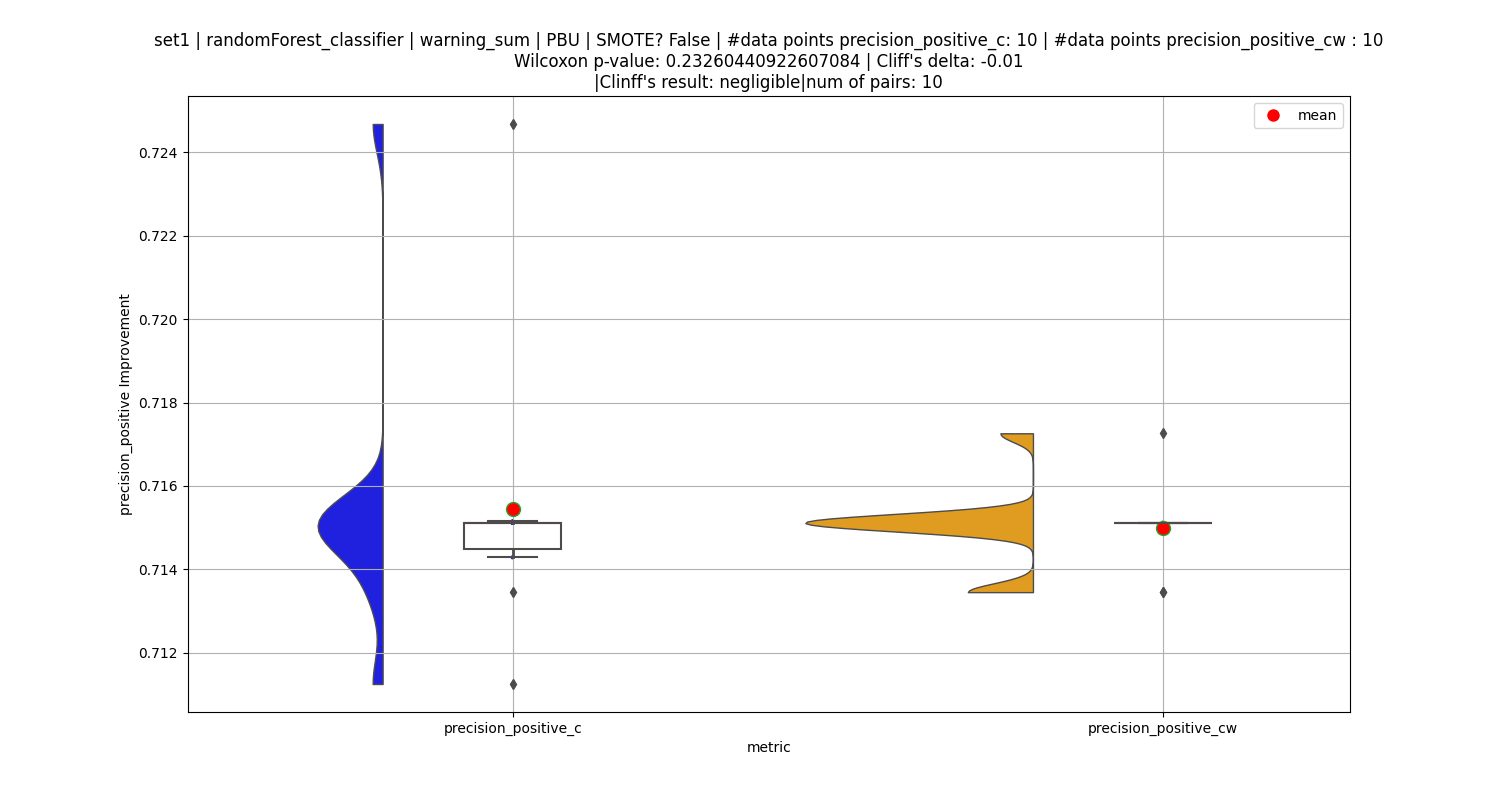 set1 | randomForest_classifier | warning_sum | PBU | SMOTE? False | #data points precision_positive_c: 10 | #data points precision_positive_cw : 10
Wilcoxon p-value: 0.23260440922607084 | Cliff's delta: -0.01
|Clinff's result: negligible|num of pairs: 10
mean
0.724
0.722
0.720
0.718
0.716
0.714
0.712
precision_positive Improvement
precision_positive_c
precision_positive_cw
metric